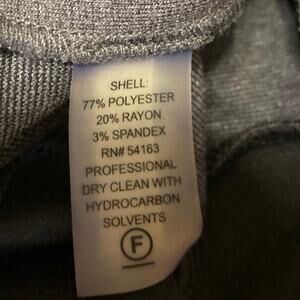 SHELL:
77% POLYESTER
20% RAYON
3% SPANDEX
RN# 54163
PROFESSIONAL
DRY CLEAN WITH
HYDROCARBON
SOLVENTS
F